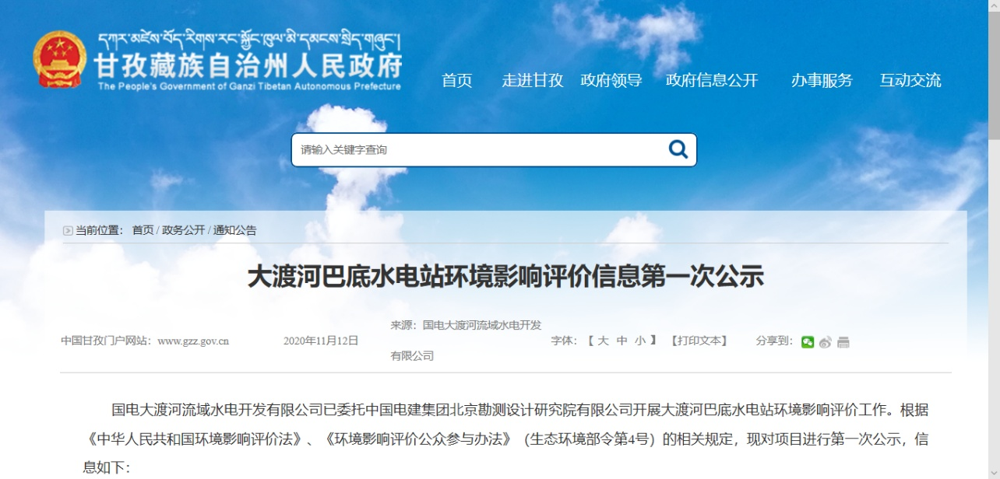 དཀར་མཛེས་བོད་རིགས་རང་སྐྱོང་ཁུལ་མི་དམངས་སྲིད་གཞུང་།
甘孜藏族自治州人民政府
The People's Government of Ganzi Tibetan Autonomous Prefecture
首页 走进甘孜 政府领导 政府信息公开 办事服务 互动交流
请输入关键字查询
当前位置： 首页 / 政务公开 / 通知公告
大渡河巴底水电站环境影响评价信息第一次公示
中国甘孜门户网站：www.gzz.gov.cn
2020年11月12日
来源：国电大渡河流域水电开发
有限公司
字体：【 大 中 小 】 【打印文本】 分享到：
国电大渡河流域水电开发有限公司已委托中国电建集团北京勘测设计研究院有限公司开展大渡河巴底水电站环境影响评价工作。根据
《中华人民共和国环境影响评价法》、《环境影响评价公众参与办法》（生态环境部令第4号）的相关规定，现对项目进行第一次公示，信
息如下：